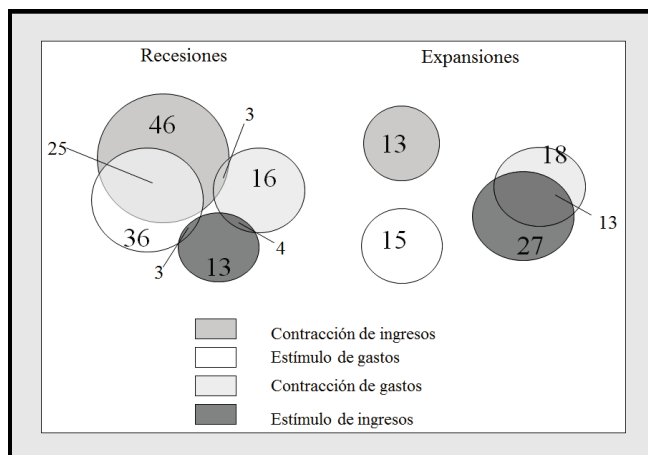 Recesiones
Expansiones
46
3
25
16
36
3
13
4
13
18
13
15
27
Contracción de ingresos
Estímulo de gastos
Contracción de gastos
Estímulo de ingresos